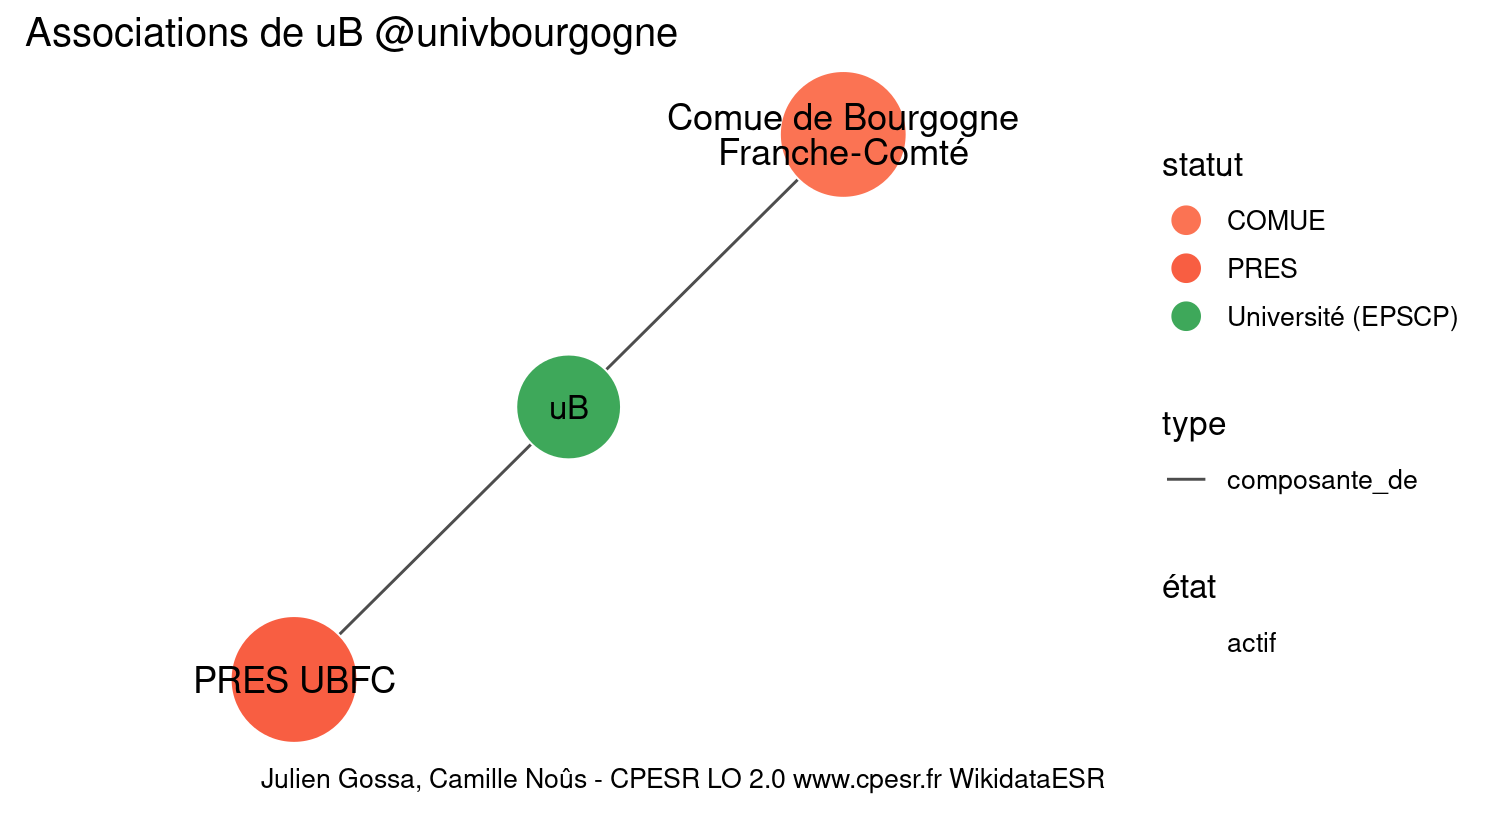 Associations de uB @univbourgogne
Comue de Bourgogne
Franche-Comté
uB
PRES UBFC
statut
COMUE
PRES
Université (EPSCP)
type
composante_de
état
actif
Julien Gossa, Camille Noûs - CPESR LO 2.0 www.cpesr.fr WikidataESR